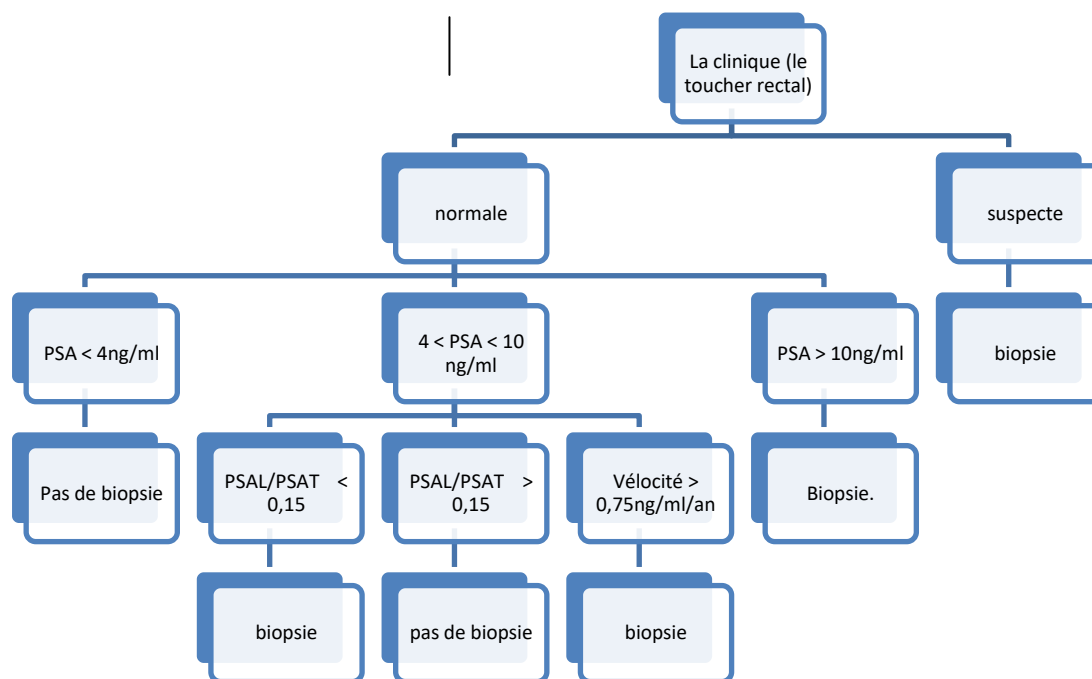 La clinique (le
toucher rectal)
normale
suspecte
PSA < 4ng/ml
4 < PSA < 10
ng/ml
PSA > 10ng/ml
biopsie
Pas de biopsie
PSAL/PSAT <
0,15
PSAL/PSAT >
0,15
Vélocité >
0,75ng/ml/an
Biopsie.
biopsie
pas de biopsie
biopsie